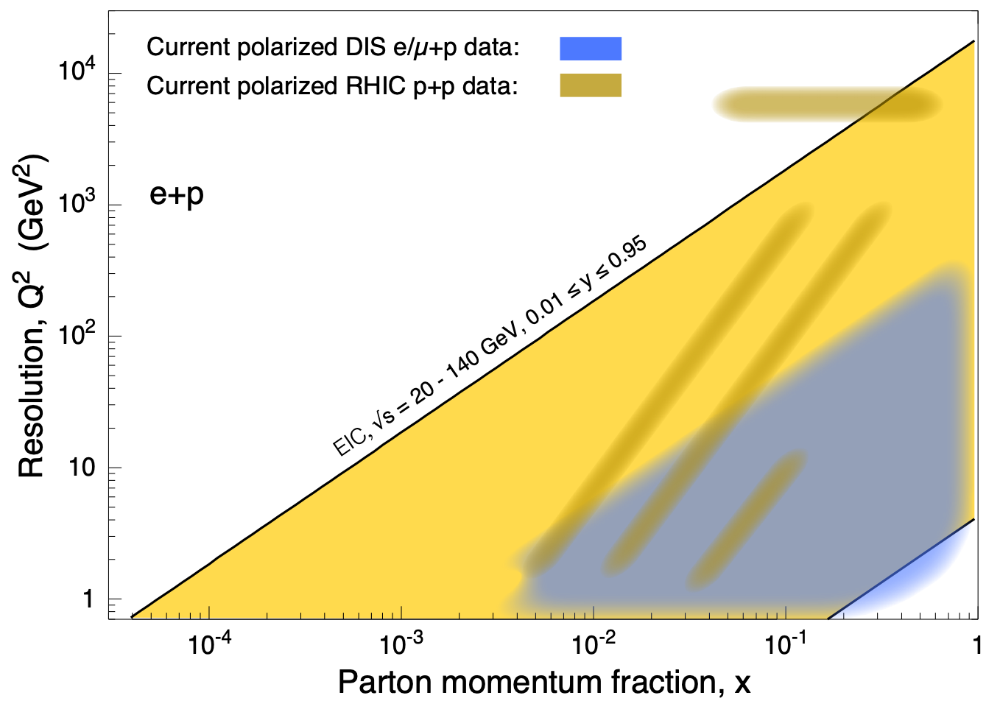 Current polarized DIS e/μ+p data:
Current polarized RHIC p+p data:
e+p
EIC, √s = 20 - 140 GeV, 0.01 ≤ y ≤ 0.95
Resolution, Q² (GeV²)
10⁴
10³
10²
10
1
10⁻⁴ 10⁻³ 10⁻² 10⁻¹ 1
Parton momentum fraction, x